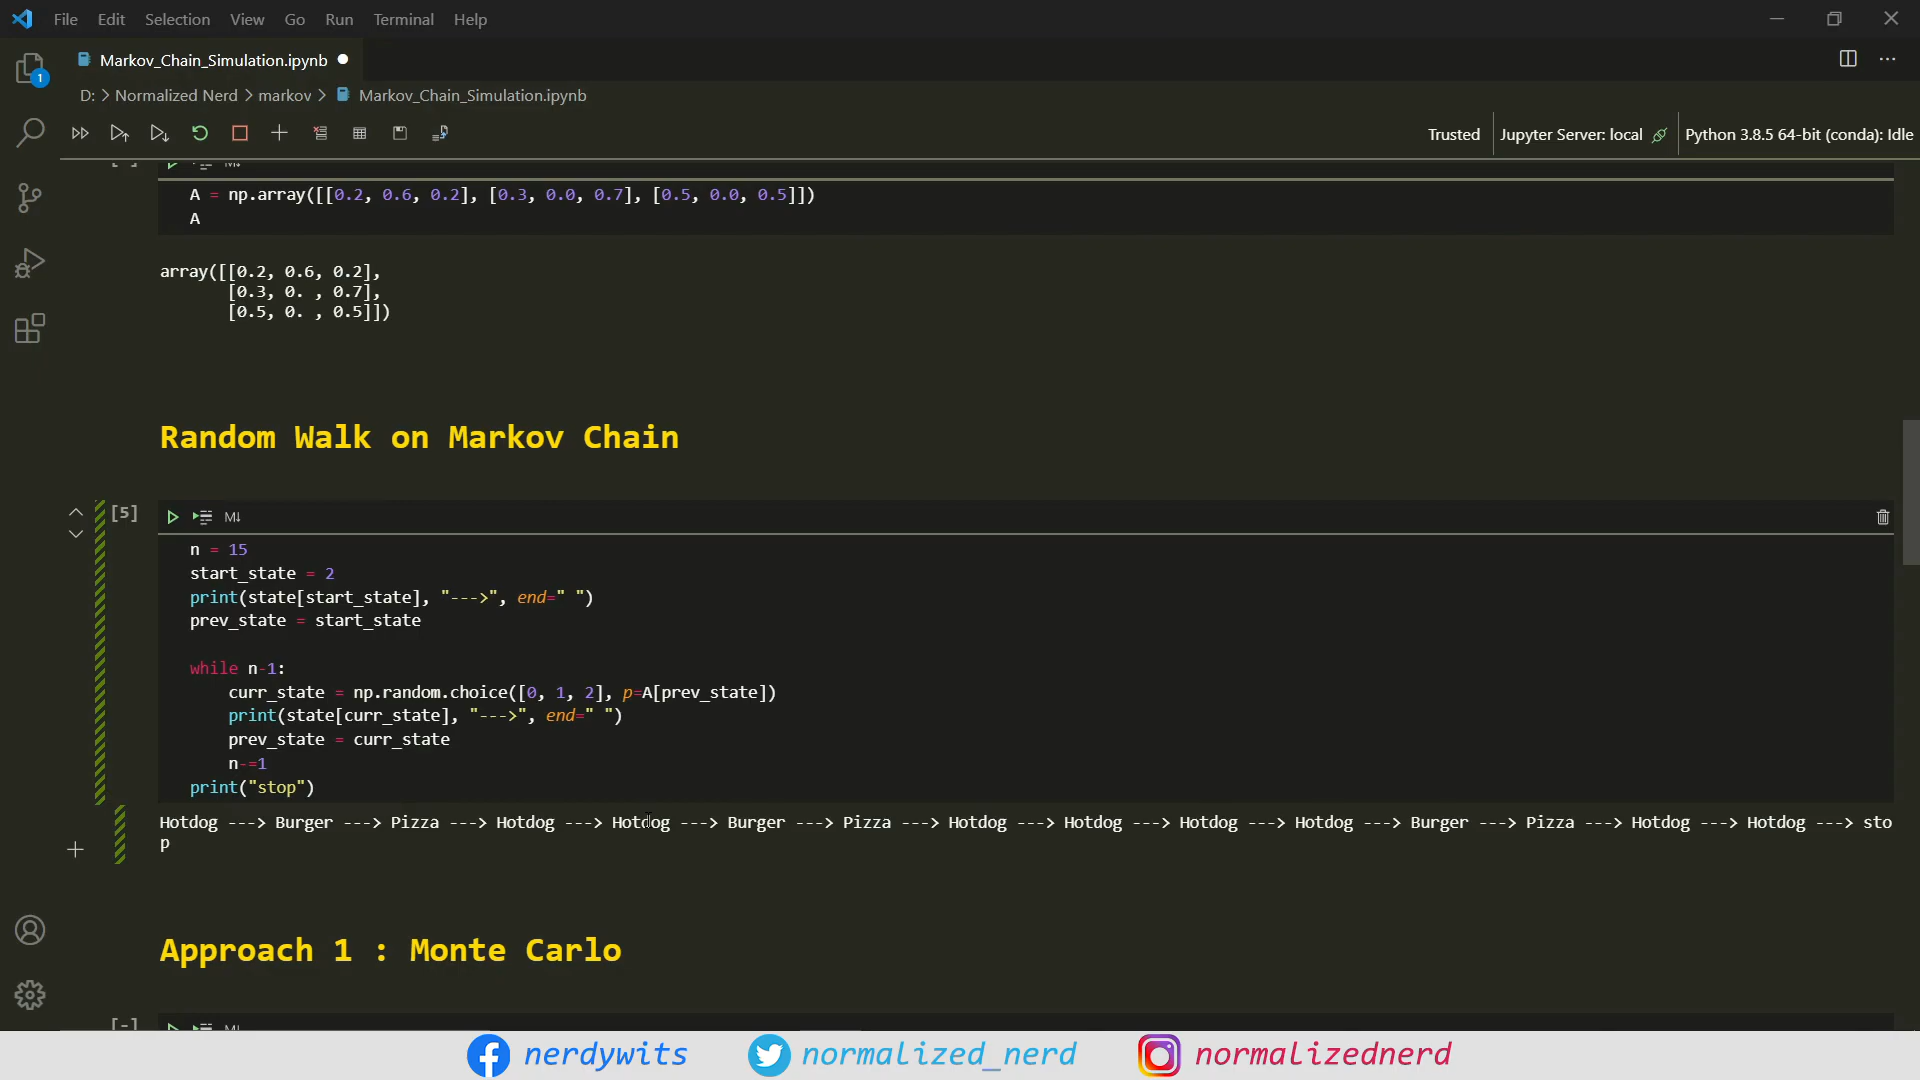 File Edit Selection View Go Run Terminal Help
Markov_Chain_Simulation.ipynb
1
D: > Normalized Nerd > markov > Markov_Chain_Simulation.ipynb
Trusted Jupyter Server: local Python 3.8.5 64-bit (conda): Idle
A = np.array([[0.2, 0.6, 0.2], [0.3, 0.0, 0.7], [0.5, 0.0, 0.5]])
A
array([[0.2, 0.6, 0.2],
[0.3, 0. , 0.7],
[0.5, 0. , 0.5]])
Random Walk on Markov Chain
[5] M↓
n = 15
start_state = 2
print(state[start_state], "--->", end=" ")
prev_state = start_state
while n-1:
curr_state = np.random.choice([0, 1, 2], p=A[prev_state])
print(state[curr_state], "--->", end=" ")
prev_state = curr_state
n-=1
print("stop")
Hotdog ---> Burger ---> Pizza ---> Hotdog ---> Hotdog ---> Burger ---> Pizza ---> Hotdog ---> Hotdog ---> Hotdog ---> Hotdog ---> Burger ---> Pizza ---> Hotdog ---> Hotdog ---> sto
p
Approach 1 : Monte Carlo
[-] M↓
nerdywits normalized_nerd normalizednerd